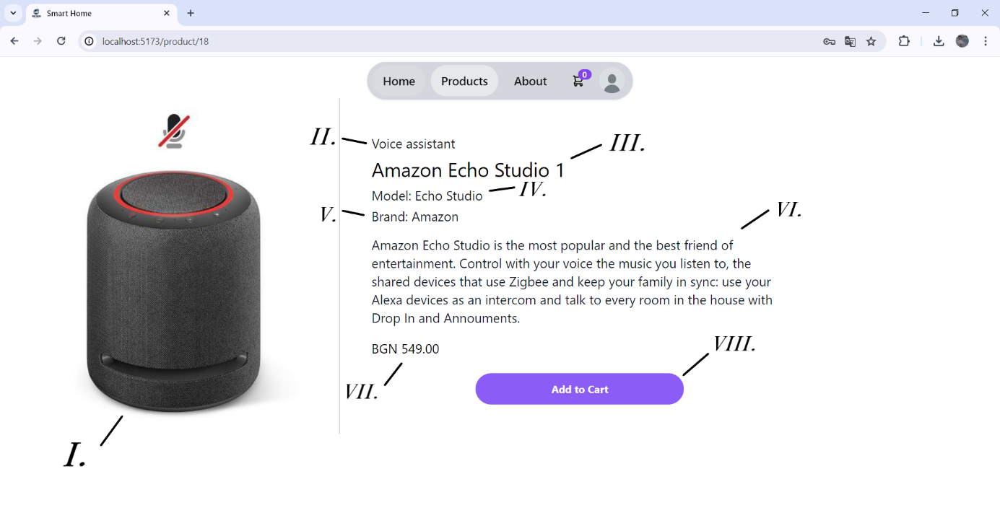 Smart Home
localhost:5173/product/18
Home Products About 0
II. Voice assistant III.
Amazon Echo Studio 1
Model: Echo Studio IV.
V. Brand: Amazon VI.
Amazon Echo Studio is the most popular and the best friend of
entertainment. Control with your voice the music you listen to, the
shared devices that use Zigbee and keep your family in sync: use your
Alexa devices as an intercom and talk to every room in the house with
Drop In and Annouments.
BGN 549.00 VIII.
VII. Add to Cart
I.